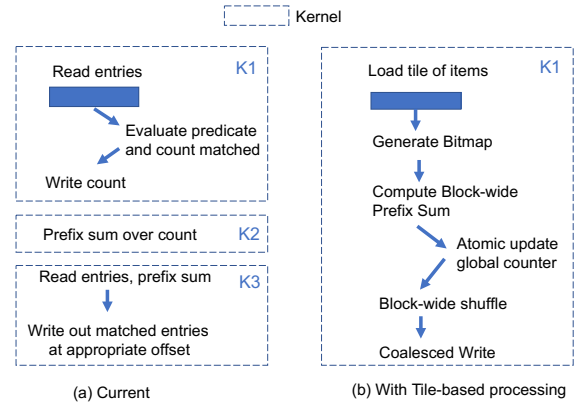 Kernel
K1
Read entries
Evaluate predicate
and count matched
Write count
Prefix sum over count
K2
Read entries, prefix sum
K3
Write out matched entries
at appropriate offset
(a) Current
K1
Load tile of items
Generate Bitmap
Compute Block-wide
Prefix Sum
Atomic update
global counter
Block-wide shuffle
Coalesced Write
(b) With Tile-based processing